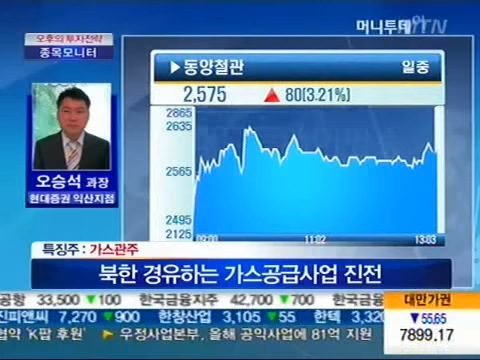 머니투데이 YTN
오후의 투자전략
종목모니터
▶동양철관 일중
2,575 ▲ 80(3.21%)
2865
2635
2565
2495
2125
09:00 11:02 13:03
오승석 과장
현대증권 익산지점
특징주 : 가스관주
북한 경유하는 가스공급사업 진전
공항 33,500 ▼100 한국금융지주 42,700 ▼700 한국
진피앤씨 7,270 ▼900 한창산업 3,105 ▼55 한텍 3,320
협약 'K팝 후원' ▶ 우정사업본부, 올해 공익사업에 81억 지원
대만가권
▼55.65
7899.17